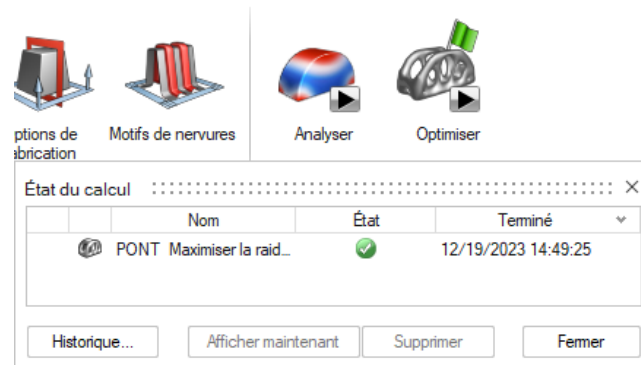 ptions de
abrication
Motifs de nervures
Analyser
Optimiser
État du calcul
Nom État Terminé
PONT Maximiser la raid...
12/19/2023 14:49:25
Historique... Afficher maintenant Supprimer Fermer